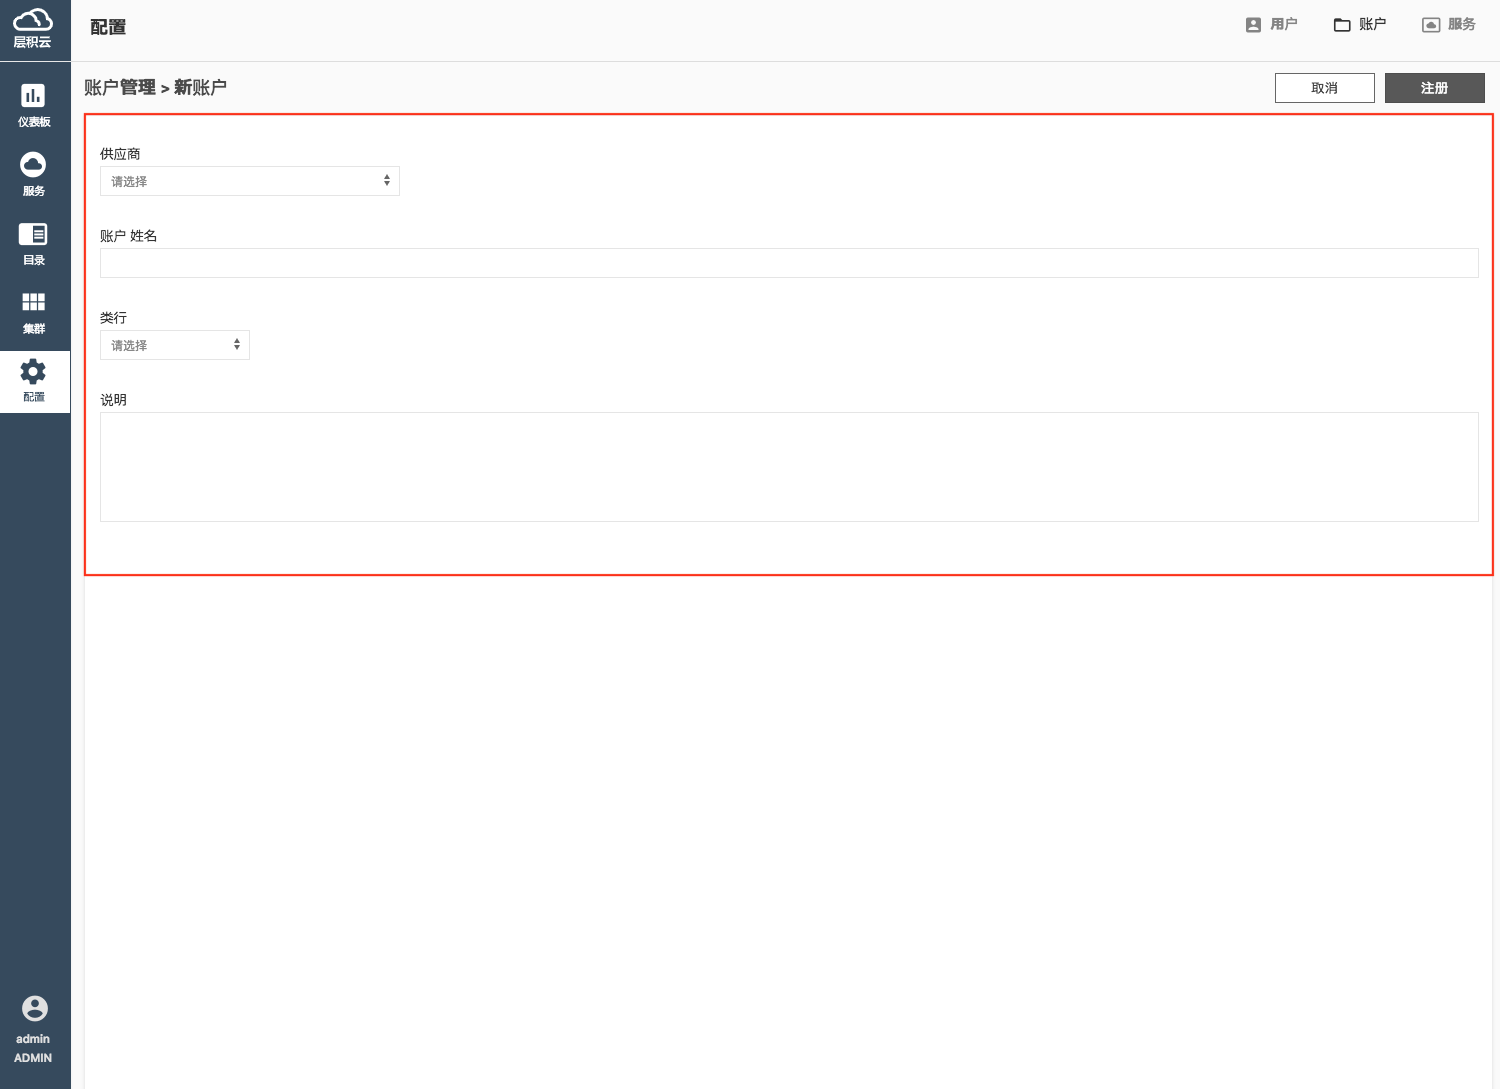 层积云
配置
用户
账户
服务
仪表板
服务
目录
集群
配置
账户管理 > 新账户
取消
注册
供应商
请选择
账户 姓名
类行
请选择
说明
admin
ADMIN